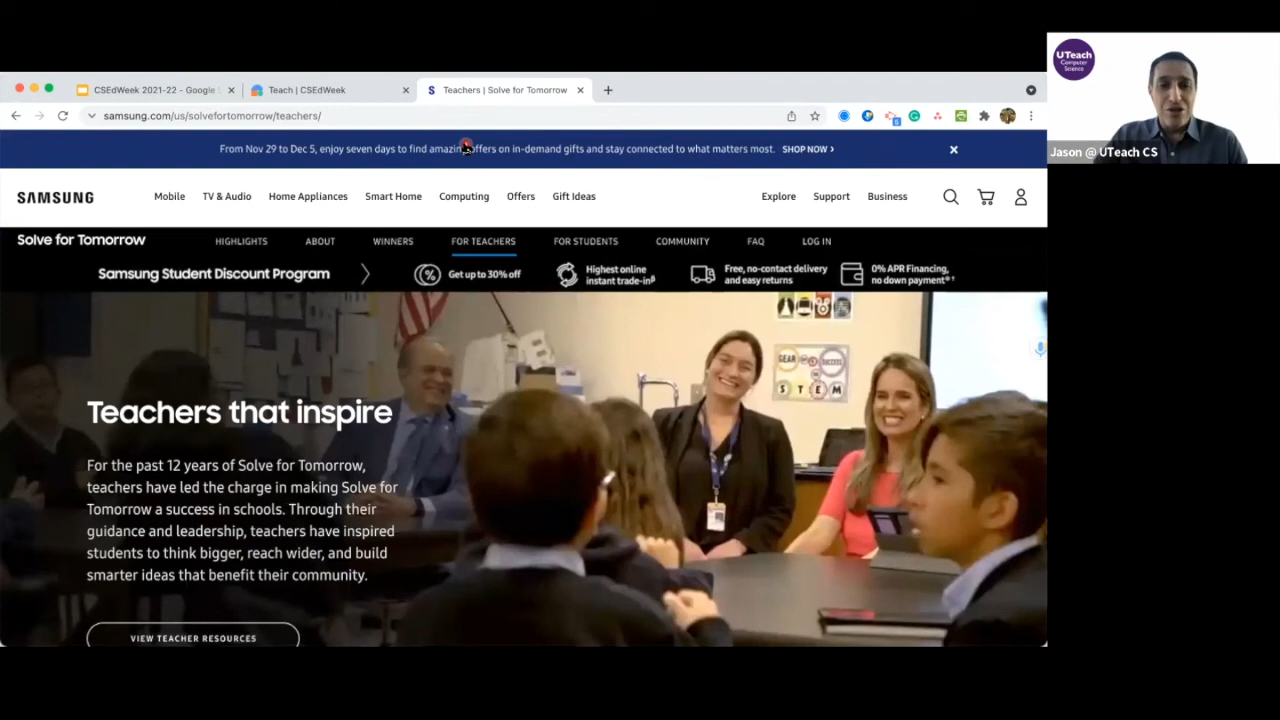 CSEdWeek 2021-22 - Google
Teach | CSEdWeek
Teachers | Solve for Tomorrow
samsung.com/us/solvefortomorrow/teachers/
From Nov 29 to Dec 5, enjoy seven days to find amazing offers on in-demand gifts and stay connected to what matters most. SHOP NOW
SAMSUNG
Mobile TV & Audio Home Appliances Smart Home Computing Offers Gift Ideas Explore Support Business
Solve for Tomorrow HIGHLIGHTS ABOUT WINNERS FOR TEACHERS FOR STUDENTS COMMUNITY FAQ LOG IN
Samsung Student Discount Program
Get up to 30% off
Highest online
instant trade-in
Free, no-contact delivery
and easy returns
0% APR Financing,
no down payment
GEAR
SUCCESS
STEM
Teachers that inspire
For the past 12 years of Solve for Tomorrow,
teachers have led the charge in making Solve for
Tomorrow a success in schools. Through their
guidance and leadership, teachers have inspired
students to think bigger, reach wider, and build
smarter ideas that benefit their community.
VIEW TEACHER RESOURCES
UTeach
Computer
Science
Jason @ UTeach CS